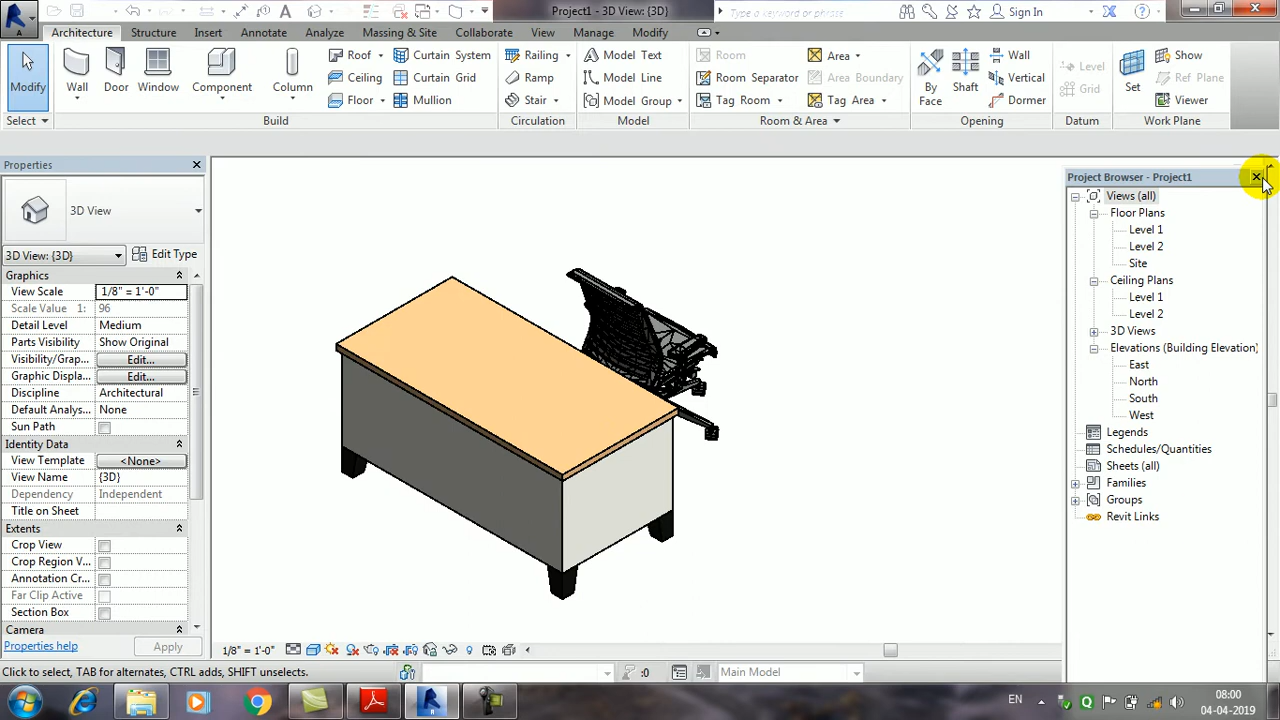 Project1 - 3D View: {3D}
Type a keyword or phrase
Sign In
Architecture Structure Insert Annotate Analyze Massing & Site Collaborate View Manage Modify
Modify
Wall
Door
Window
Component
Column
Roof
Ceiling
Floor
Curtain System
Curtain Grid
Mullion
Railing
Ramp
Stair
Model Text
Model Line
Model Group
Room
Room Separator
Tag Room
Area
Area Boundary
Tag Area
By
Face
Shaft
Wall
Vertical
Dormer
Level
Grid
Set
Show
Ref Plane
Viewer
Select Build Circulation Model Room & Area Opening Datum Work Plane
Properties
3D View
3D View: {3D} Edit Type
Graphics
View Scale 1/8" = 1'-0"
Scale Value 1: 96
Detail Level Medium
Parts Visibility Show Original
Visibility/Grap... Edit...
Graphic Displa... Edit...
Discipline Architectural
Default Analys... None
Sun Path
Identity Data
View Template <None>
View Name {3D}
Dependency Independent
Title on Sheet
Extents
Crop View
Crop Region V...
Annotation Cr...
Far Clip Active
Section Box
Camera
Properties help Apply
Project Browser - Project1
Views (all)
Floor Plans
Level 1
Level 2
Site
Ceiling Plans
Level 1
Level 2
3D Views
Elevations (Building Elevation)
East
North
South
West
Legends
Schedules/Quantities
Sheets (all)
Families
Groups
Revit Links
1/8" = 1'-0"
Click to select, TAB for alternates, CTRL adds, SHIFT unselects.
:0
Main Model
EN
08:00
04-04-2019